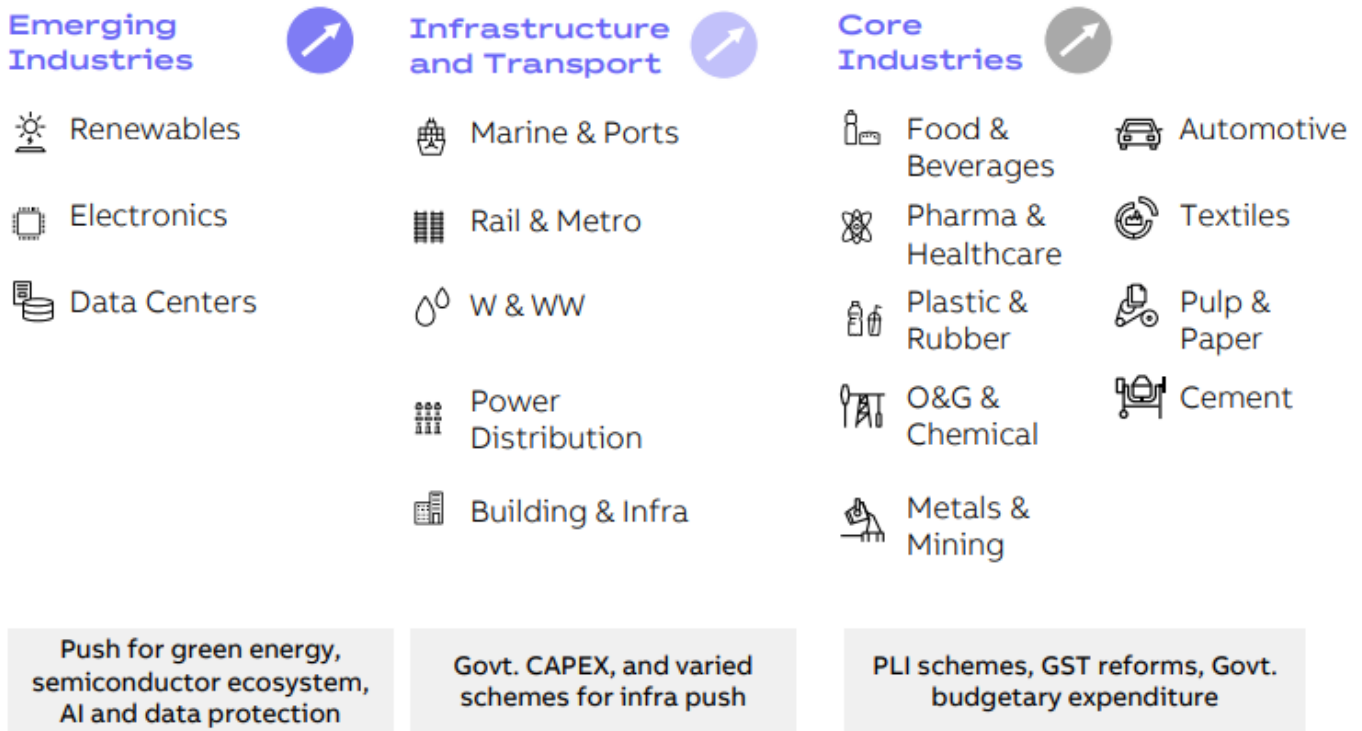 Emerging
Industries
Renewables
Electronics
Data Centers
Push for green energy,
semiconductor ecosystem,
AI and data protection
Infrastructure
and Transport
Marine & Ports
Rail & Metro
W & WW
Power
Distribution
Building & Infra
Govt. CAPEX, and varied
schemes for infra push
Core
Industries
Food &
Beverages
Pharma &
Healthcare
Plastic &
Rubber
O&G &
Chemical
Metals &
Mining
Automotive
Textiles
Pulp &
Paper
Cement
PLI schemes, GST reforms, Govt.
budgetary expenditure